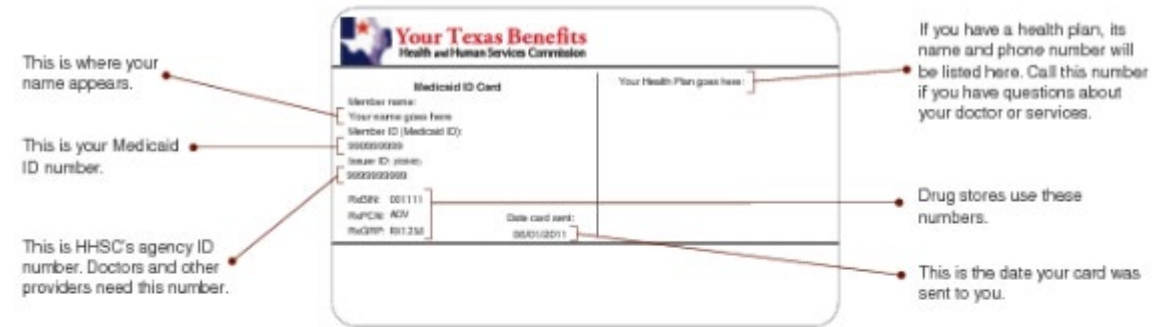 Your Texas Benefits
Health and Human Services Commission
This is where your
name appears.
This is your Medicaid
ID number.
This is HHSC's agency ID
number. Doctors and other
providers need this number.
Medicaid ID Card
Member name:
Your name goes here
Member ID (Medicaid ID):
999999999
Issuer ID:
9999999999
RxBIN: 001111
RxPCN: ADV
RxGRP:
Date card sent:
08/01/2011
Your Health Plan goes here:
If you have a health plan, its
name and phone number will
be listed here. Call this number
if you have questions about
your doctor or services.
Drug stores use these
numbers.
This is the date your card was
sent to you.